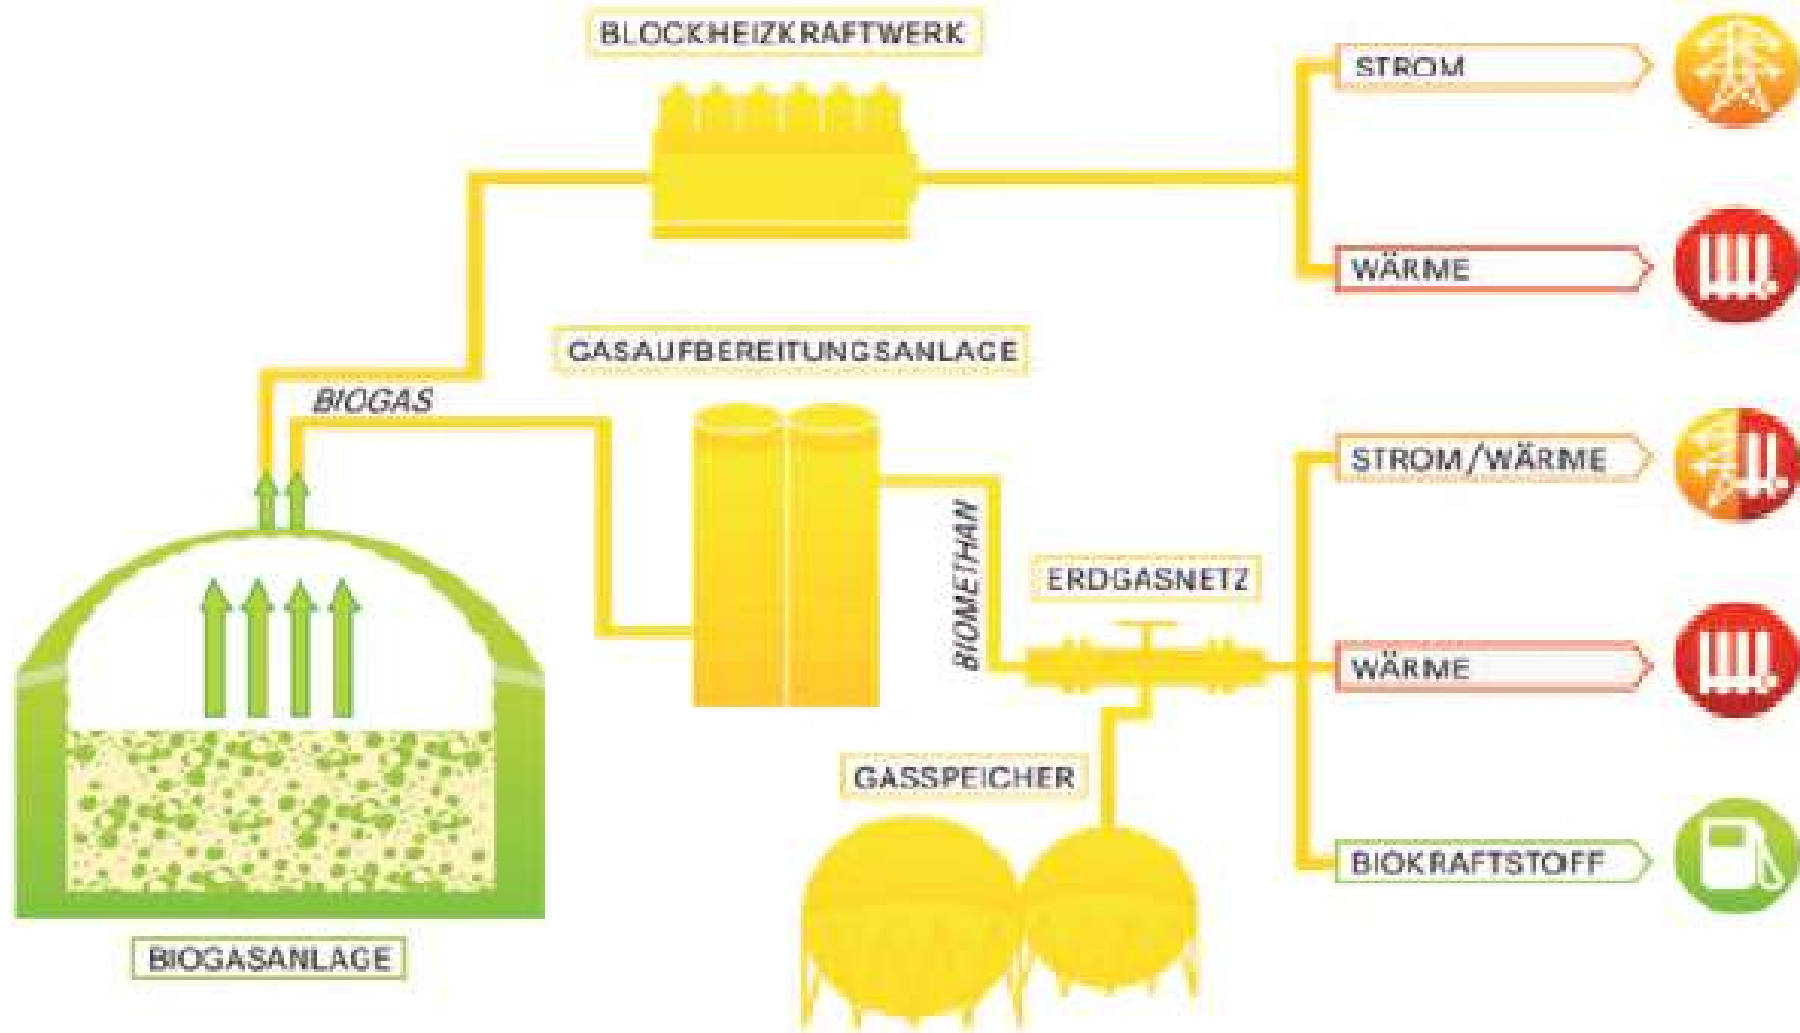 BLOCKHEIZKRAFTWERK
STROM
WÄRME
GASAUFBEREITUNGSANLAGE
BIOGAS
STROM/WÄRME
BIOMETHAN
ERDGASNETZ
WÄRME
GASSPEICHER
BIOKRAFTSTOFF
BIOGASANLAGE